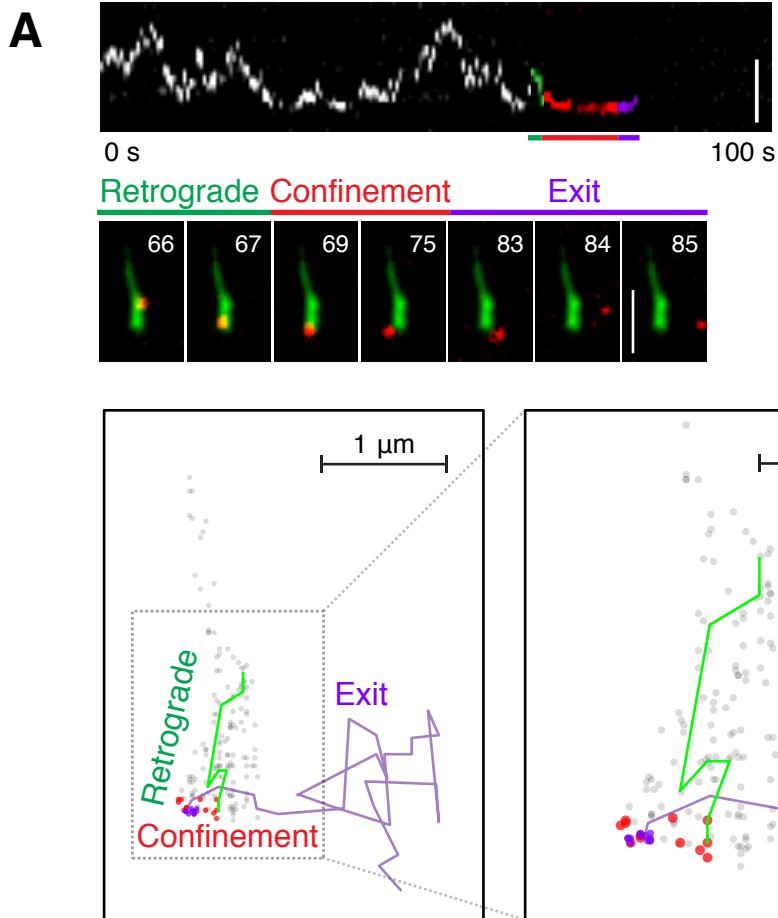 A
0 s 100 s
Retrograde Confinement Exit
66 67 69 75 83 84 85
1 µm
Retrograde
Exit
Confinement